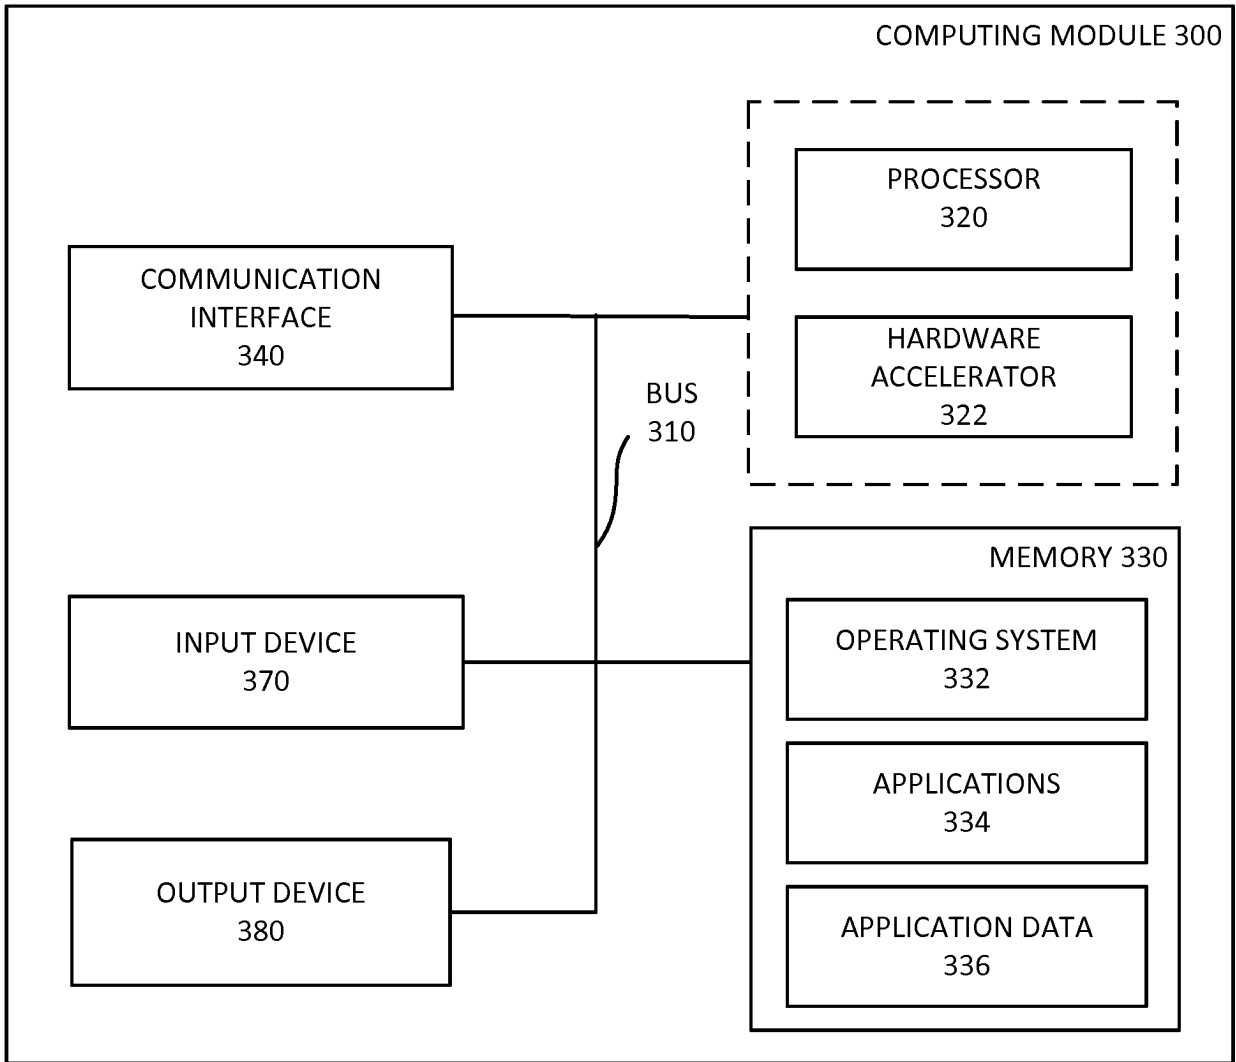 COMPUTING MODULE 300
PROCESSOR
320
HARDWARE
ACCELERATOR
322
COMMUNICATION
INTERFACE
340
BUS
310
MEMORY 330
OPERATING SYSTEM
332
APPLICATIONS
334
APPLICATION DATA
336
INPUT DEVICE
370
OUTPUT DEVICE
380